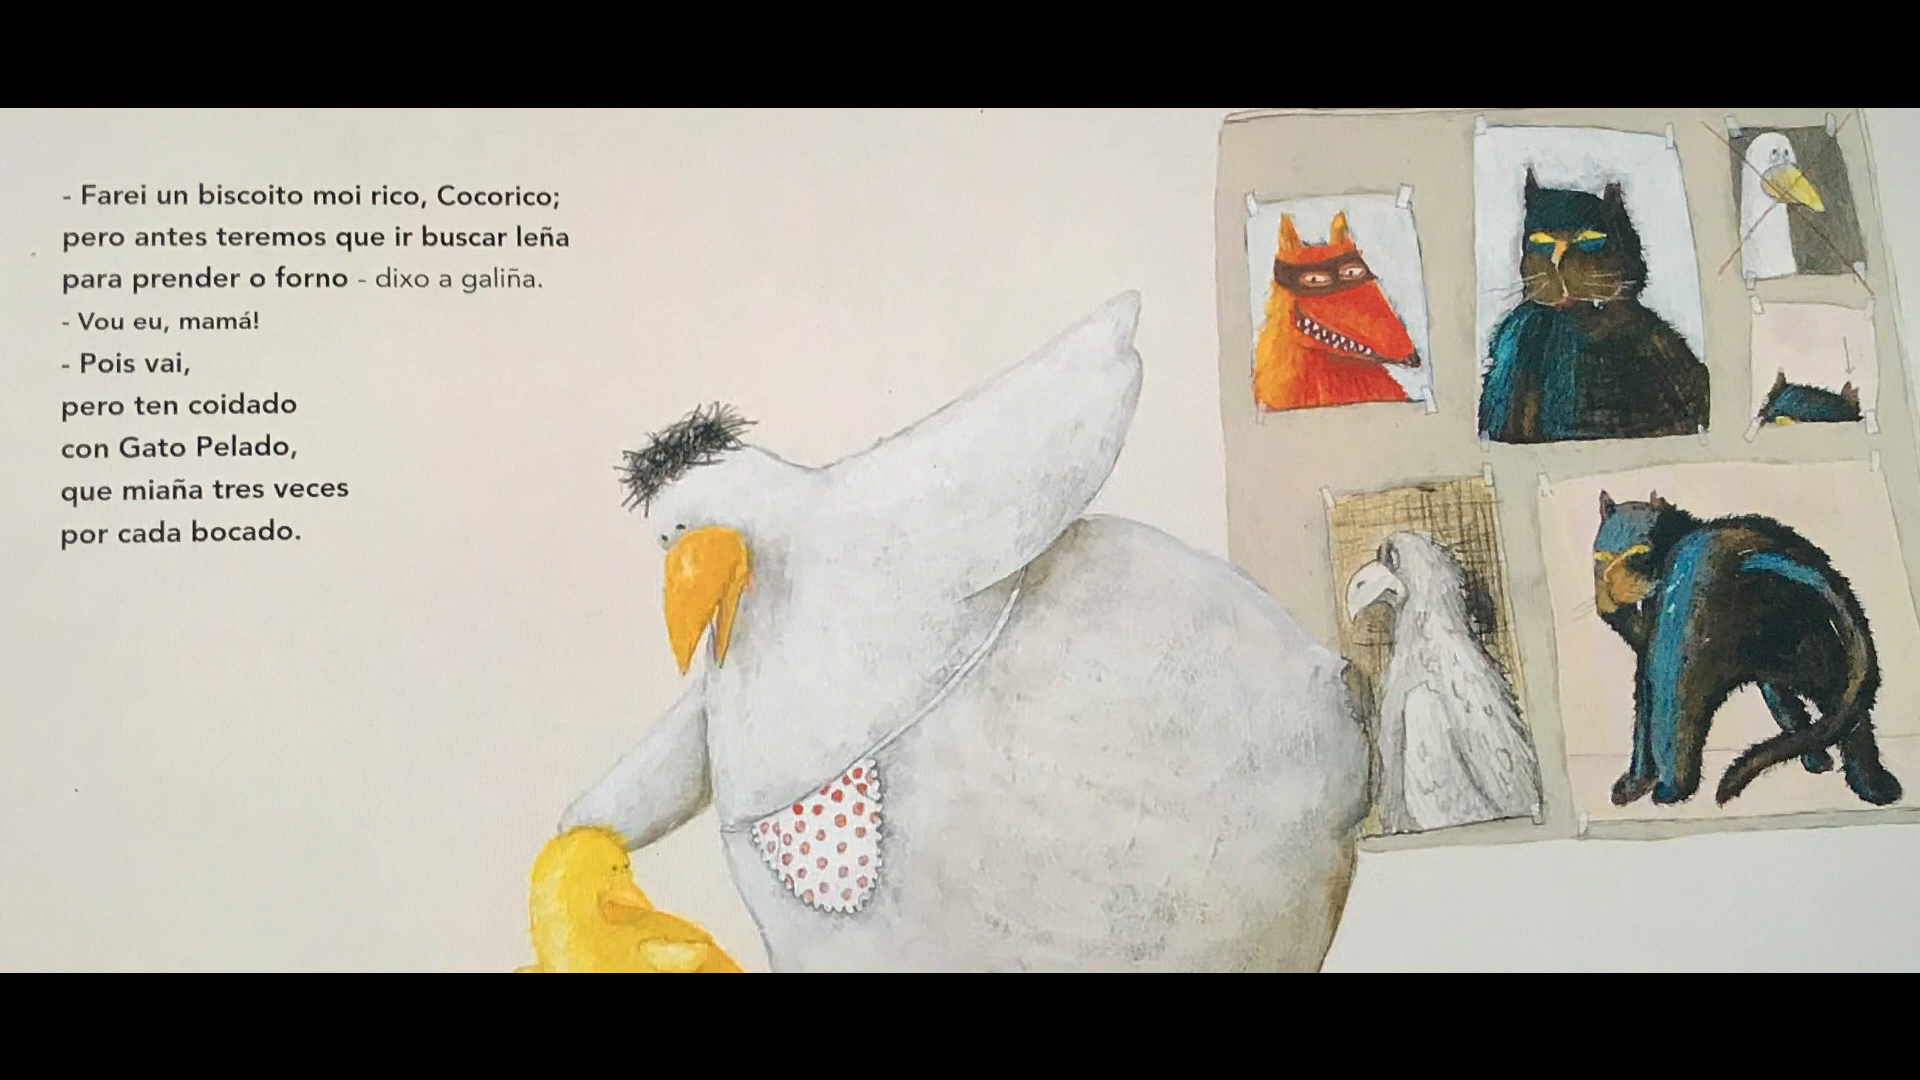 - Farei un biscoito moi rico, Cocorico;
pero antes teremos que ir buscar leña
para prender o forno - dixo a galiña.
- Vou eu, mamá!
- Pois vai,
pero ten coidado
con Gato Pelado,
que miaña tres veces
por cada bocado.